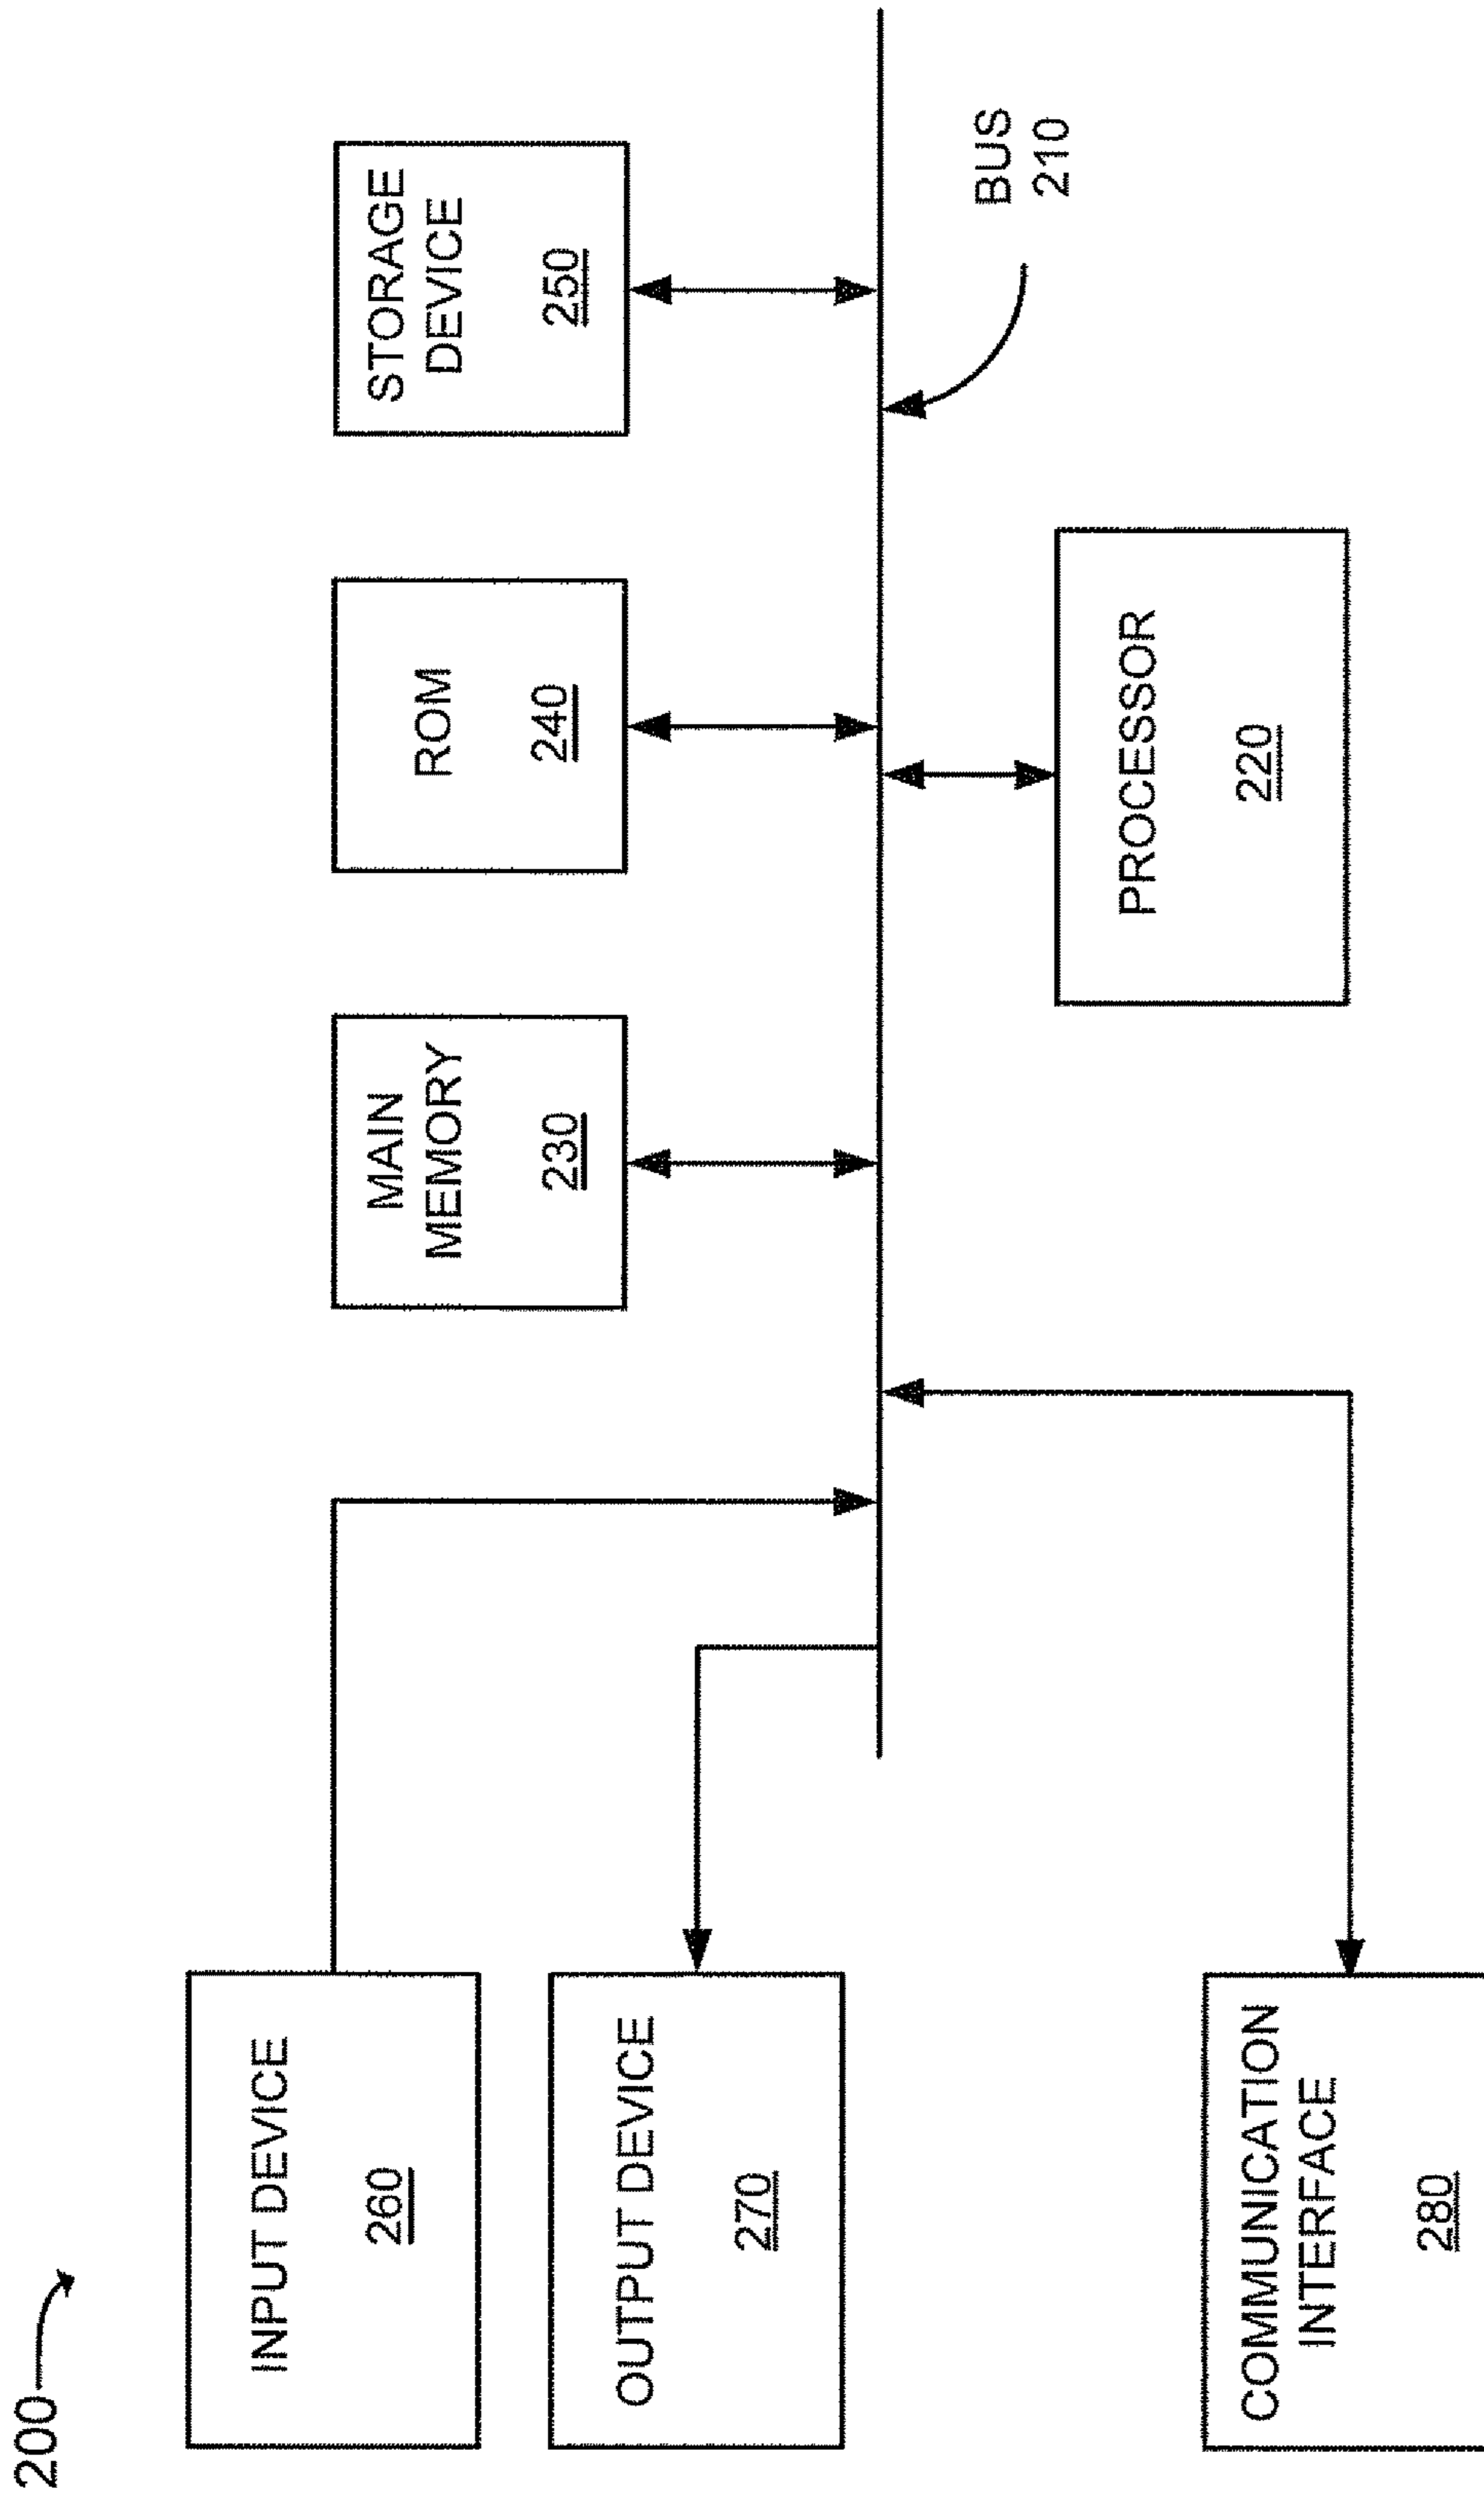 200
MAIN
MEMORY
230
ROM
240
STORAGE
DEVICE
250
INPUT DEVICE
260
OUTPUT DEVICE
270
BUS
210
PROCESSOR
220
COMMUNICATION
INTERFACE
280